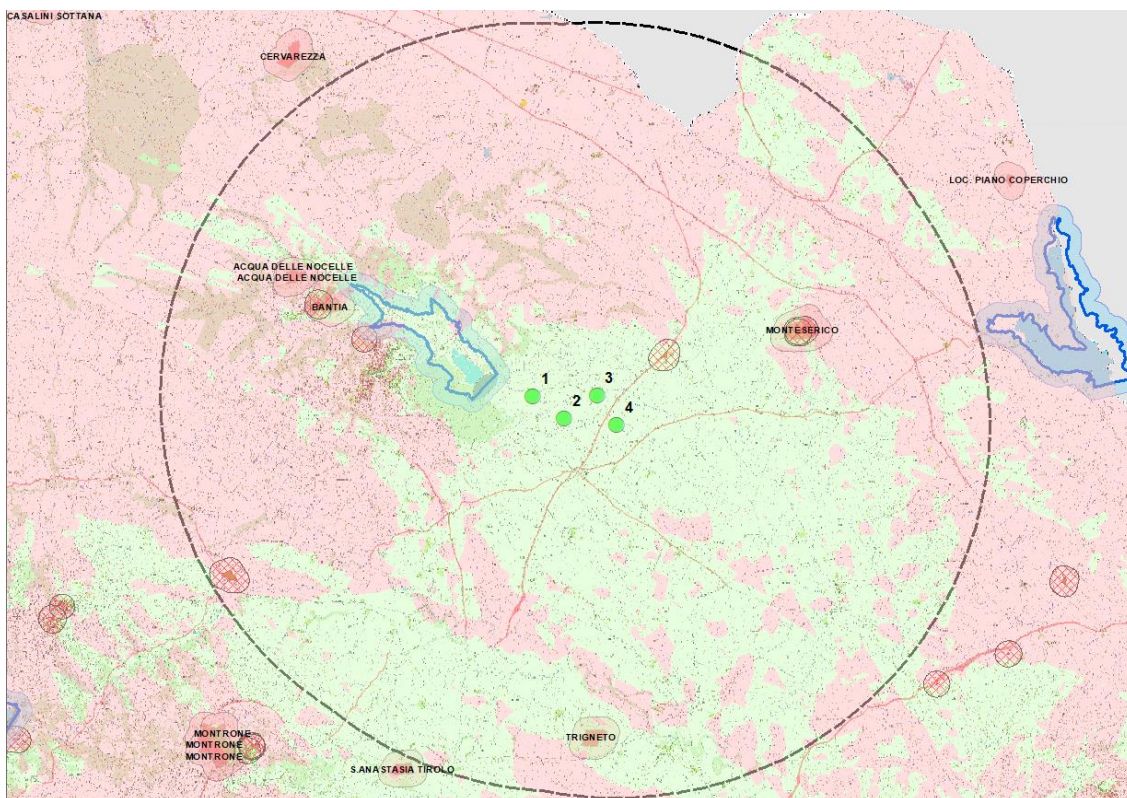 CASALINI SOTTANA
CERVAREZZA
LOC. PIANO COPERCHIO
ACQUA DELLE NOCELLE
ACQUA DELLE NOCELLE
BANTIA
MONTESERICO
1
3
2
4
MONTRONE
MONTRONE
MONTRONE
TRIGNETO
S.ANASTASIA TIROLO